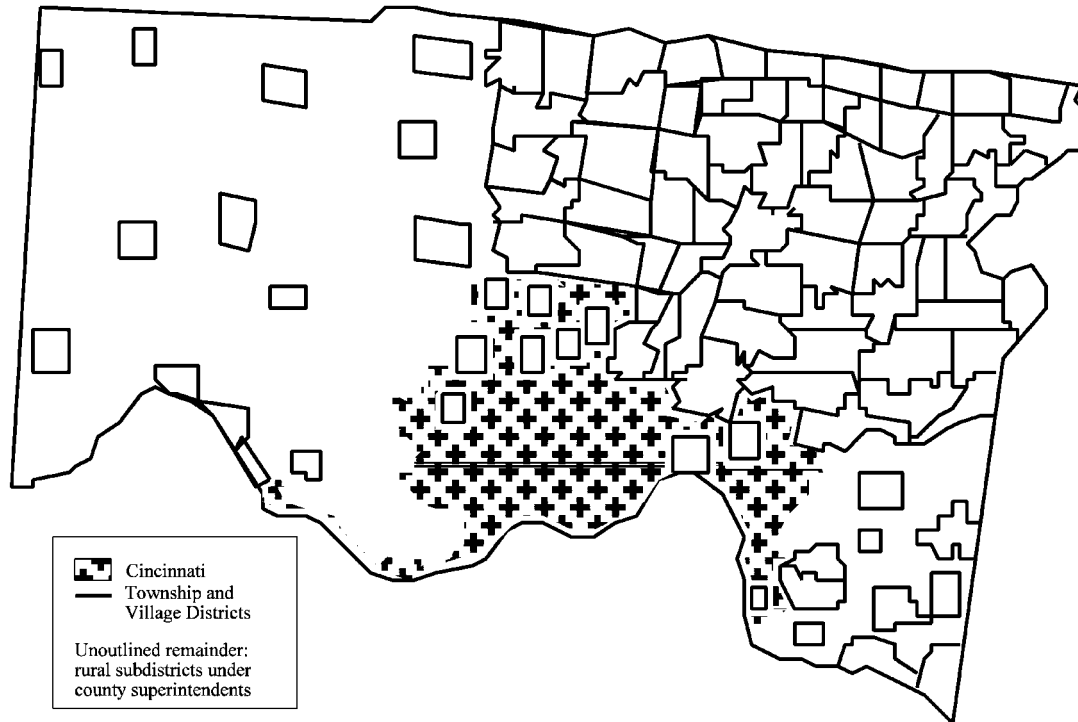 Cincinnati
Township and
Village Districts
Unoutlined remainder:
rural subdistricts under
county superintendents